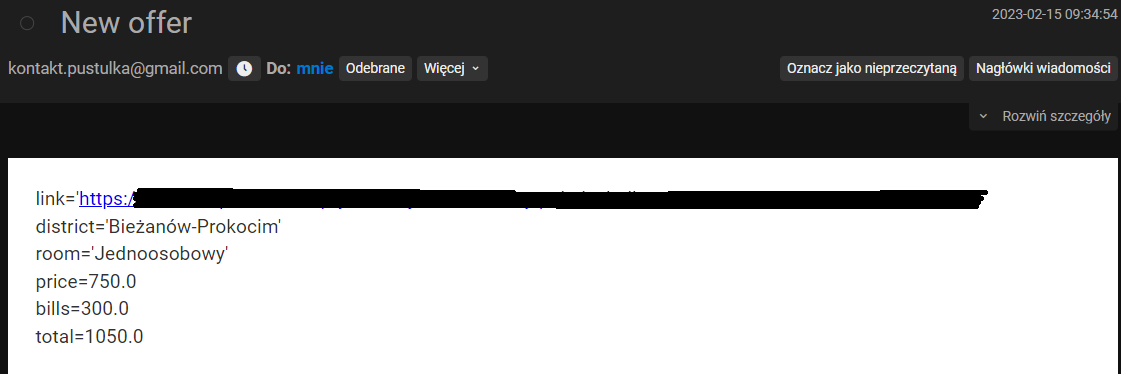 New offer
2023-02-15 09:34:54
kontakt.pustulka@gmail.com Do: mnie Odebrane Więcej Oznacz jako nieprzeczytaną Nagłówki wiadomości
Rozwiń szczegóły
link='https:/
district='Bieżanów-Prokocim'
room='Jednoosobowy'
price=750.0
bills=300.0
total=1050.0